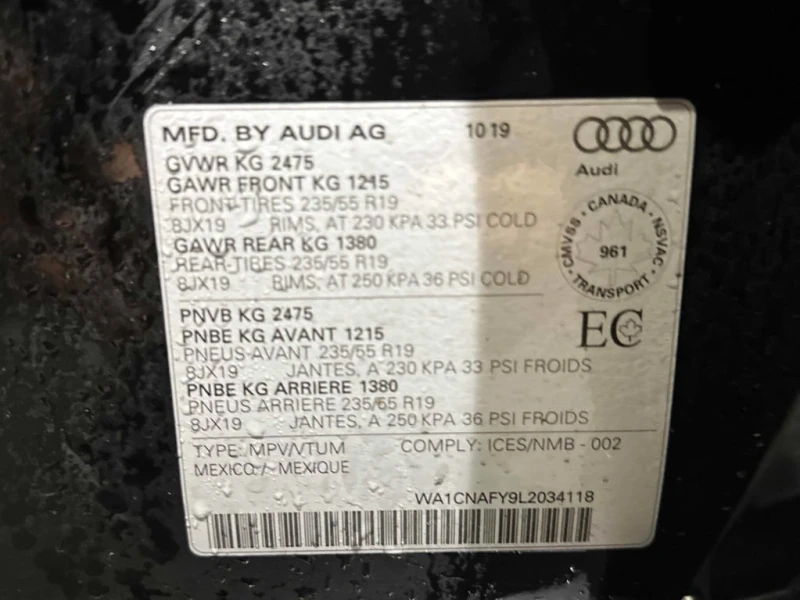 MFD. BY AUDI AG 10 19
Audi
GVWR KG 2475
GAWR FRONT KG 1215
FRONT-TIRES 235/55 R19
8JX19 RIMS, AT 230 KPA 33 PSI COLD
GAWR REAR KG 1380
REAR-TIRES 235/55 R19
8JX19 RIMS, AT 250 KPA 36 PSI COLD
CMVSS · CANADA · NSVAC · TRANSPORT ·
961
PNVB KG 2475
EC
PNBE KG AVANT 1215
PNEUS-AVANT 235/55 R19
8JX19 JANTES, A 230 KPA 33 PSI FROIDS
PNBE KG ARRIERE 1380
PNEUS ARRIERE 235/55 R19
8JX19 JANTES, A 250 KPA 36 PSI FROIDS
TYPE: MPV/VTUM COMPLY: ICES/NMB - 002
MEXICO / MEXIQUE
WA1CNAFY9L2034118